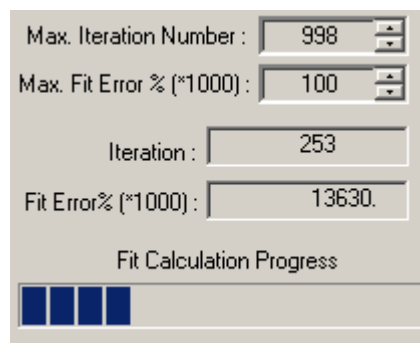 Max. Iteration Number : 998
Max. Fit Error % (*1000) : 100
Iteration : 253
Fit Error% (*1000) : 13630.
Fit Calculation Progress